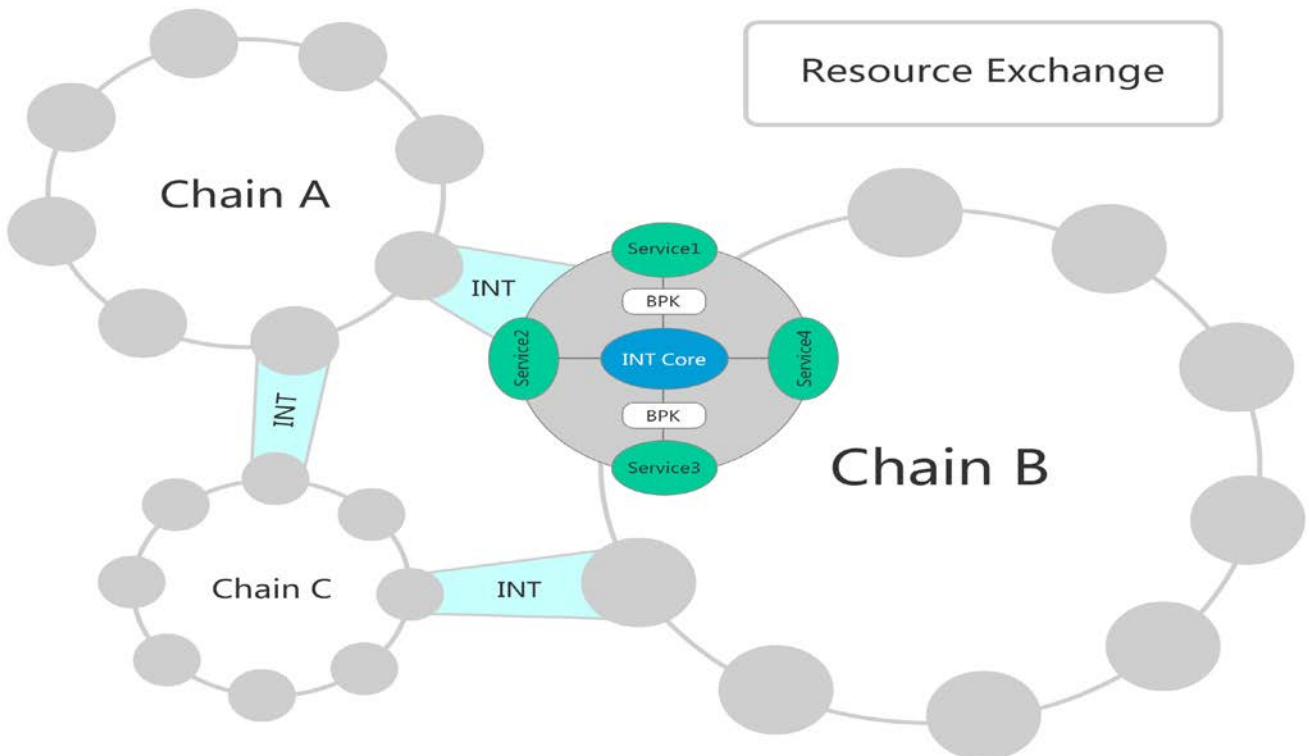 Resource Exchange
Chain A
Service1
INT
BPK
Service2
INT Core
Service4
INT
BPK
Service3
Chain B
Chain C
INT